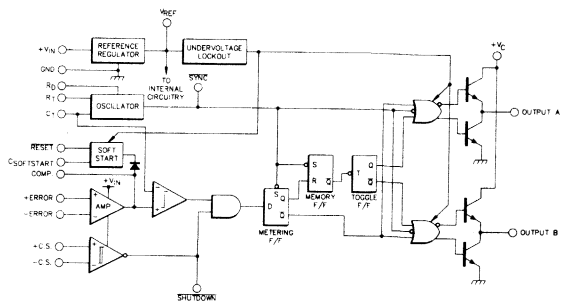 VREF
+VIN
REFERENCE
REGULATOR
UNDERVOLTAGE
LOCKOUT
+VC
GND
TO
INTERNAL
CIRCUITRY
SYNC
RD
RT
OSCILLATOR
CT
OUTPUT A
RESET
SOFT
START
CSOFTSTART
COMP.
+VIN
+ERROR
+
AMP
-ERROR
-
S
D
Q
Q
METERING
F/F
S
R
MEMORY
F/F
T
Q
Q
TOGGLE
F/F
+C.S.
+
-C.S.
-
OUTPUT B
SHUTDOWN